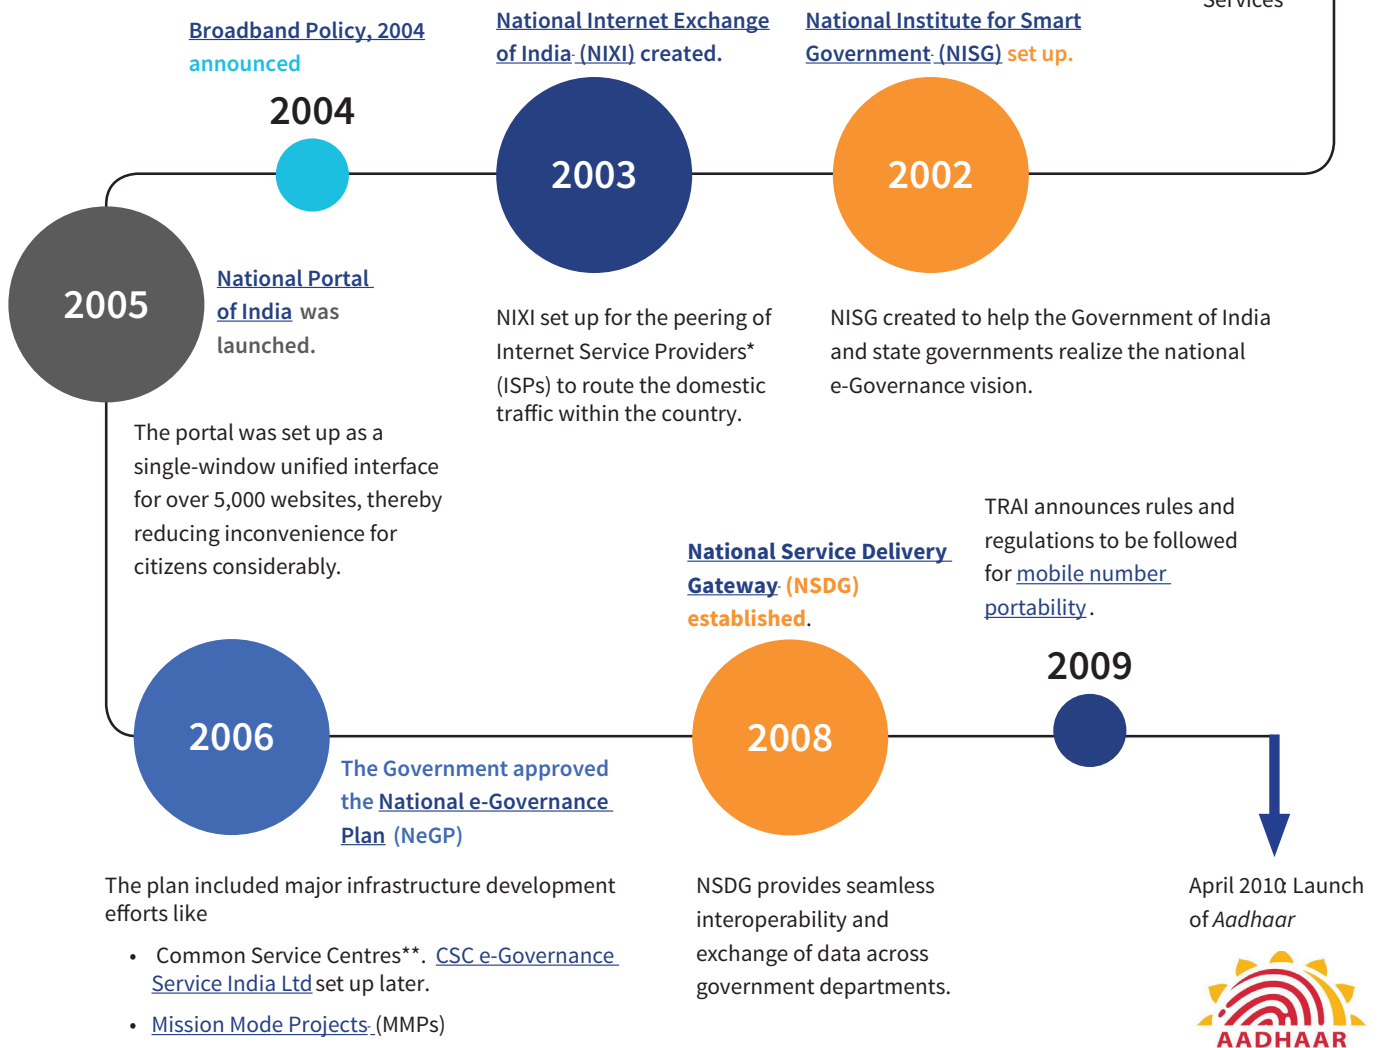 Services
National Institute for Smart
Government (NISG) set up.
2002
NISG created to help the Government of India
and state governments realize the national
e-Governance vision.
National Internet Exchange
of India (NIXI) created.
2003
NIXI set up for the peering of
Internet Service Providers*
(ISPs) to route the domestic
traffic within the country.
Broadband Policy, 2004
announced
2004
2005
National Portal
of India was
launched.
The portal was set up as a
single-window unified interface
for over 5,000 websites, thereby
reducing inconvenience for
citizens considerably.
2006
The Government approved
the National e-Governance
Plan (NeGP)
The plan included major infrastructure development
efforts like
• Common Service Centres**. CSC e-Governance
Service India Ltd set up later.
• Mission Mode Projects (MMPs)
National Service Delivery
Gateway (NSDG)
established.
2008
NSDG provides seamless
interoperability and
exchange of data across
government departments.
TRAI announces rules and
regulations to be followed
for mobile number
portability.
2009
April 2010: Launch
of Aadhaar
AADHAAR